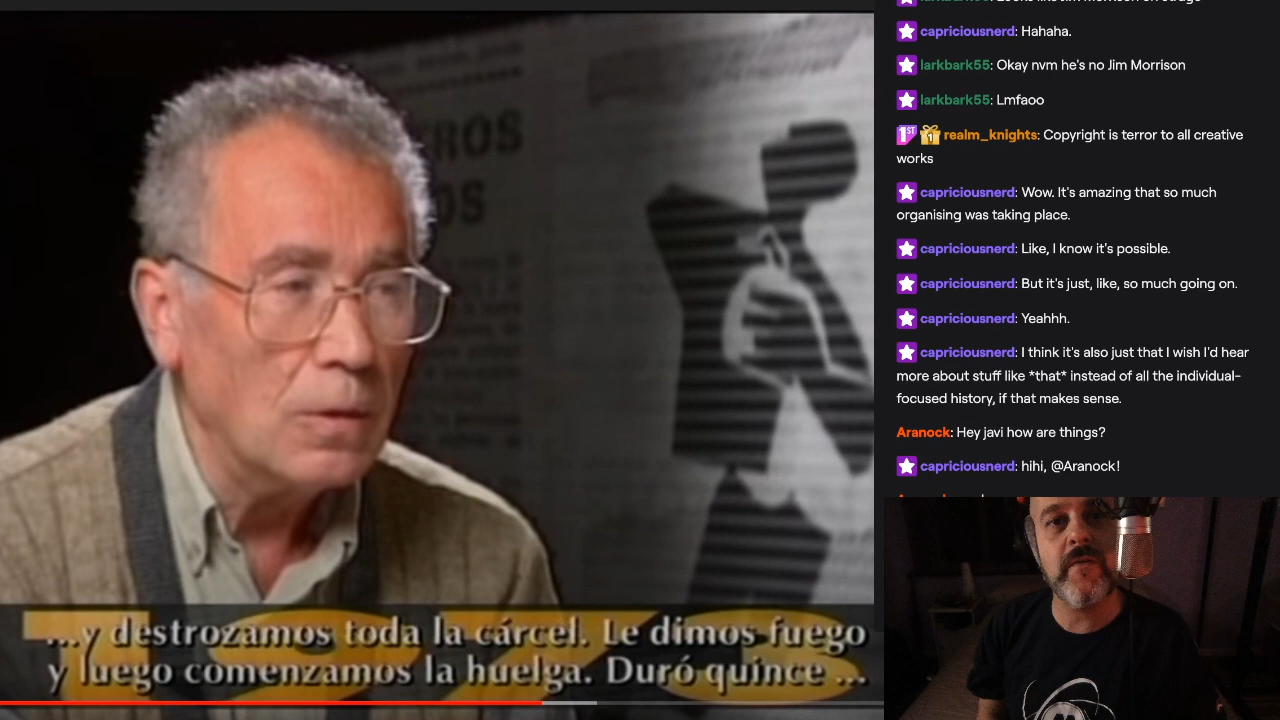 ROS
OS
...y destrozamos toda la cárcel. Le dimos fuego
y luego comenzamos la huelga. Duró quince ...
capriciousnerd: Hahaha.
larkbark55: Okay nvm he's no Jim Morrison
larkbark55: Lmfaoo
1ST 1 realm_knights: Copyright is terror to all creative
works
capriciousnerd: Wow. It's amazing that so much
organising was taking place.
capriciousnerd: Like, I know it's possible.
capriciousnerd: But it's just, like, so much going on.
capriciousnerd: Yeahhh.
capriciousnerd: I think it's also just that I wish I'd hear
more about stuff like *that* instead of all the individual-
focused history, if that makes sense.
Aranock: Hey javi how are things?
capriciousnerd: hihi, @Aranock!